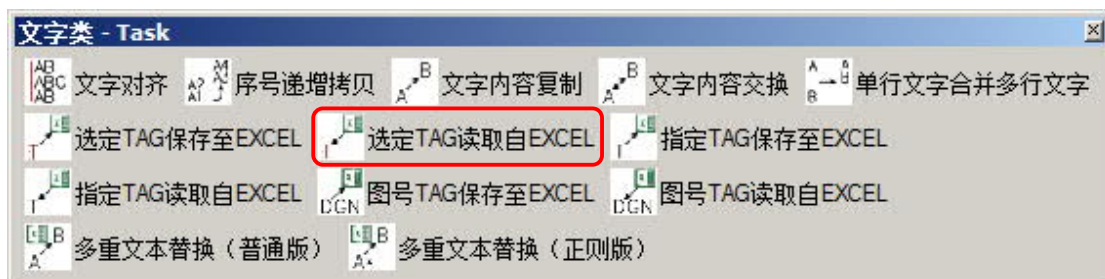 文字类 - Task
文字对齐 序号递增拷贝 文字内容复制 文字内容交换 单行文字合并多行文字
选定TAG保存至EXCEL 选定TAG读取自EXCEL 指定TAG保存至EXCEL
指定TAG读取自EXCEL DGN 图号TAG保存至EXCEL DGN 图号TAG读取自EXCEL
多重文本替换（普通版） 多重文本替换（正则版）